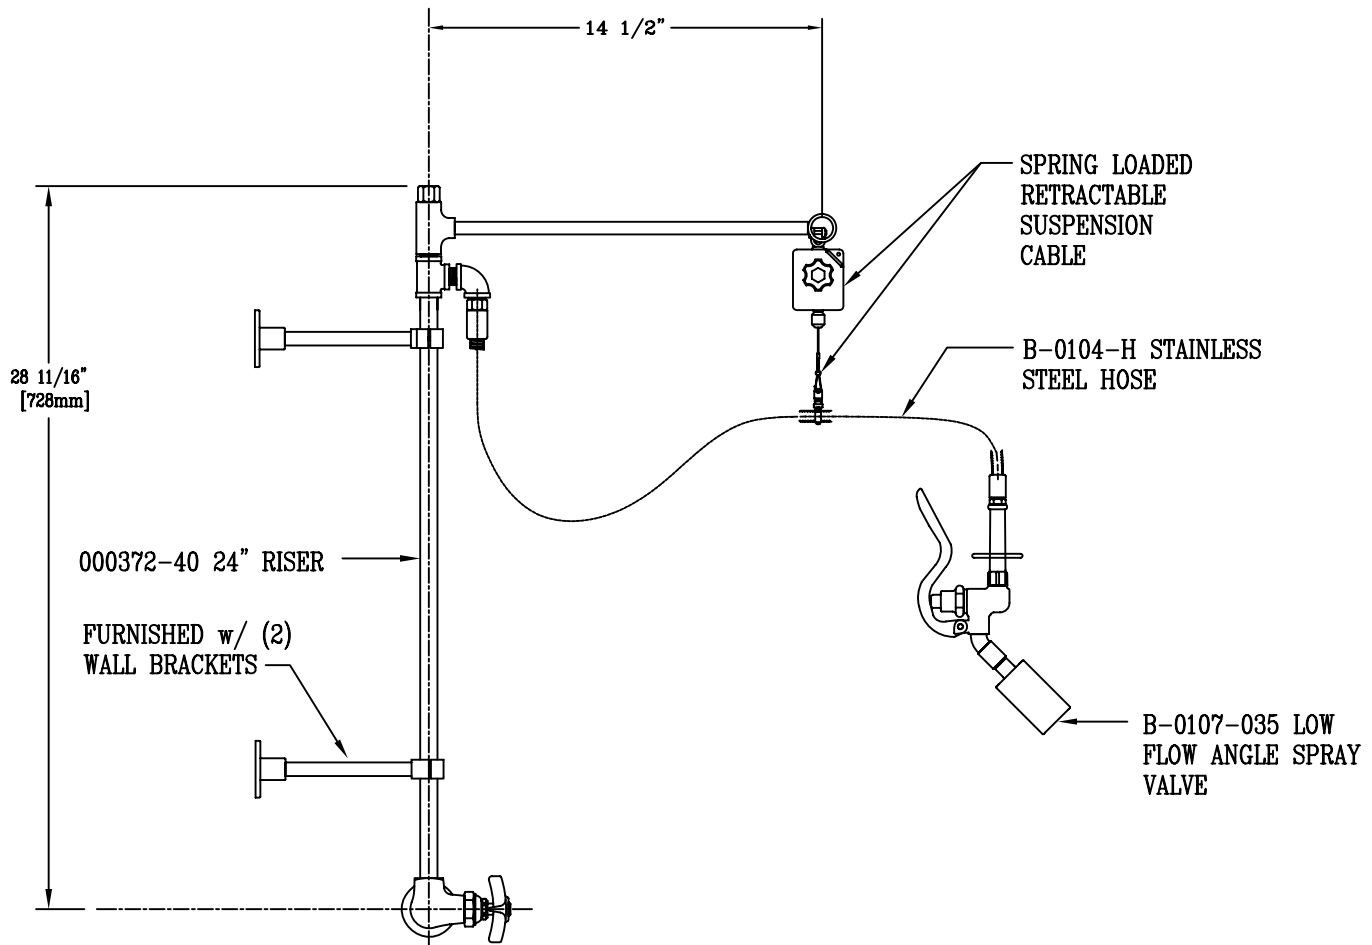 14 1/2"
SPRING LOADED
RETRACTABLE
SUSPENSION
CABLE
B-0104-H STAINLESS
STEEL HOSE
28 11/16"
[728mm]
000372-40 24" RISER
FURNISHED w/ (2)
WALL BRACKETS
B-0107-035 LOW
FLOW ANGLE SPRAY
VALVE